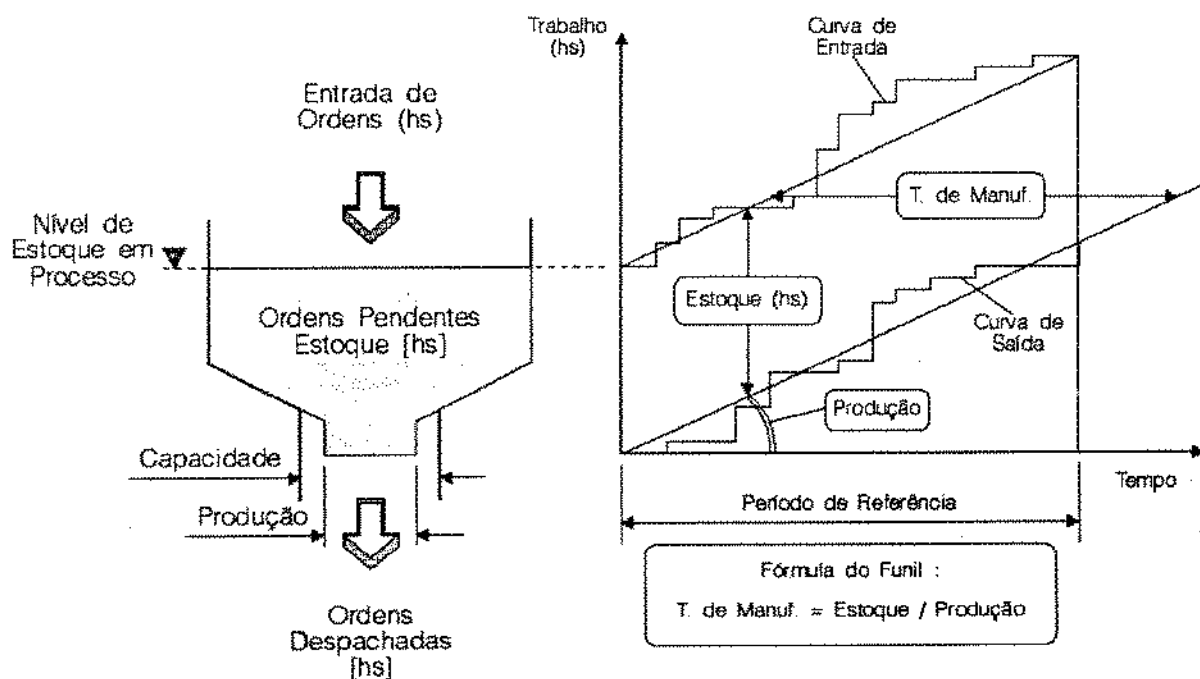 Entrada de
Ordens (hs)
Nível de
Estoque em
Processo
Ordens Pendentes
Estoque [hs]
Capacidade
Produção
Ordens
Despachadas
[hs]
Trabalho
(hs)
Curva de
Entrada
T. de Manuf.
Estoque (hs)
Curva de
Saída
Produção
Tempo
Período de Referência
Fórmula do Funil :
T. de Manuf. = Estoque / Produção